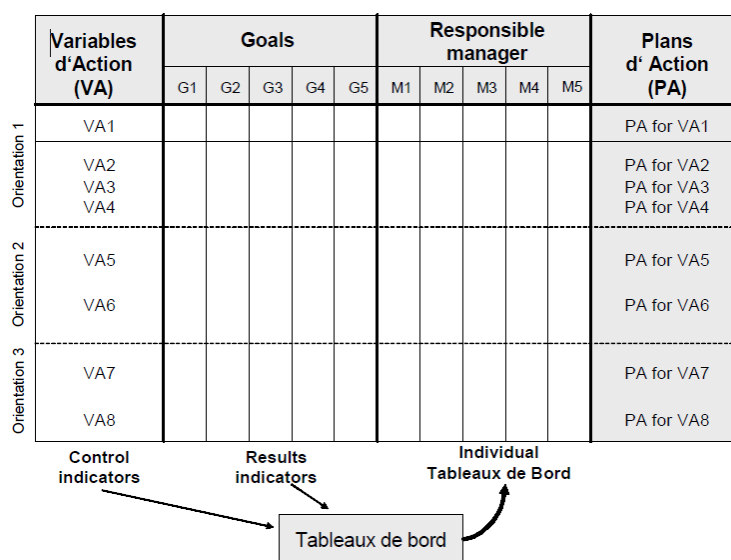 Variables
d‘Action
(VA)
Goals
Responsible
manager
Plans
d‘ Action
(PA)
G1 G2 G3 G4 G5 M1 M2 M3 M4 M5
Orientation 1
VA1 PA for VA1
VA2 PA for VA2
VA3 PA for VA3
VA4 PA for VA4
Orientation 2
VA5 PA for VA5
VA6 PA for VA6
Orientation 3
VA7 PA for VA7
VA8 PA for VA8
Control
indicators
Results
indicators
Individual
Tableaux de Bord
Tableaux de bord